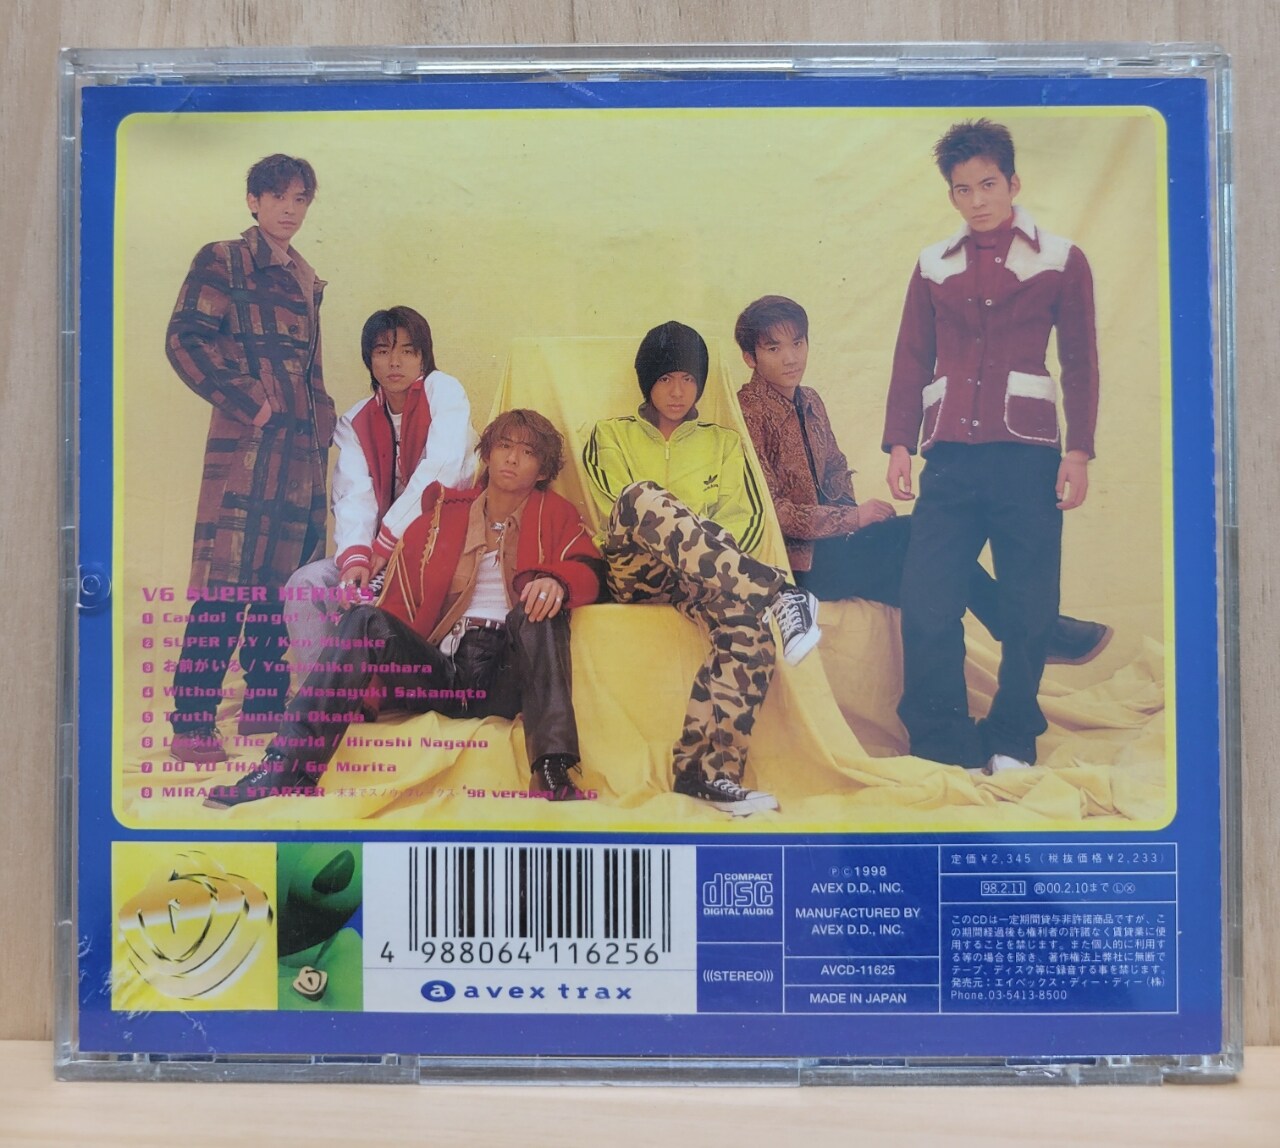 V6 SUPER HEROES
1 Can do! Can go! / V6
2 SUPER FLY / Ken Miyake
3 お前がいる / Yoshihiko Inohara
4 Without you / Masayuki Sakamoto
5 Truth / Junichi Okada
6 Lookin' The World / Hiroshi Nagano
7 DO YO THANG / Go Morita
8 MIRACLE STARTER '98 version / V6
4 988064 116256
a avex trax
COMPACT
disc
DIGITAL AUDIO
(((STEREO)))
ⓅⒸ1998
AVEX D.D., INC.
MANUFACTURED BY
AVEX D.D., INC.
AVCD-11625
MADE IN JAPAN
定価¥2,345(税抜価格¥2,233)
98.2.11 00.2.10まで Ⓛ
このCDは一定期間貸与非許諾商品ですが、こ
の期間経過後も権利者の許諾なく賃貸業に使
用することを禁じます。また個人的に利用す
る等の場合を除き、著作権法上弊社に無断で
テープ、ディスク等に録音する事を禁じます。
発売元:エイベックス・ディー・ディー(株)
Phone.03-5413-8500